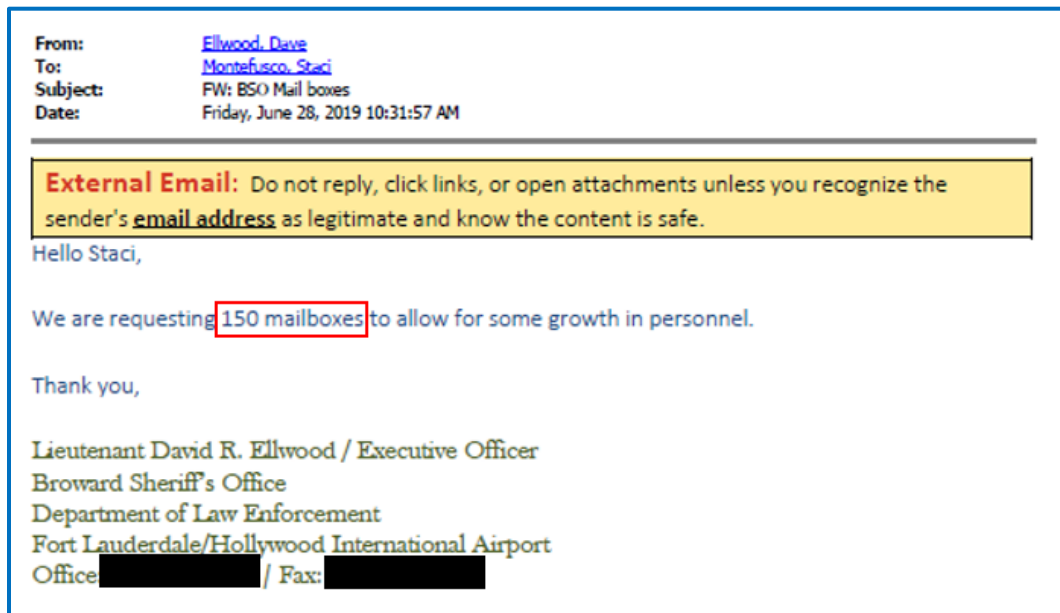 From: Ellwood, Dave
To: Montefusco, Staci
Subject: FW: BSO Mail boxes
Date: Friday, June 28, 2019 10:31:57 AM
External Email: Do not reply, click links, or open attachments unless you recognize the
sender's email address as legitimate and know the content is safe.
Hello Staci,
We are requesting 150 mailboxes to allow for some growth in personnel.
Thank you,
Lieutenant David R. Ellwood / Executive Officer
Broward Sheriff's Office
Department of Law Enforcement
Fort Lauderdale/Hollywood International Airport
Office: / Fax: